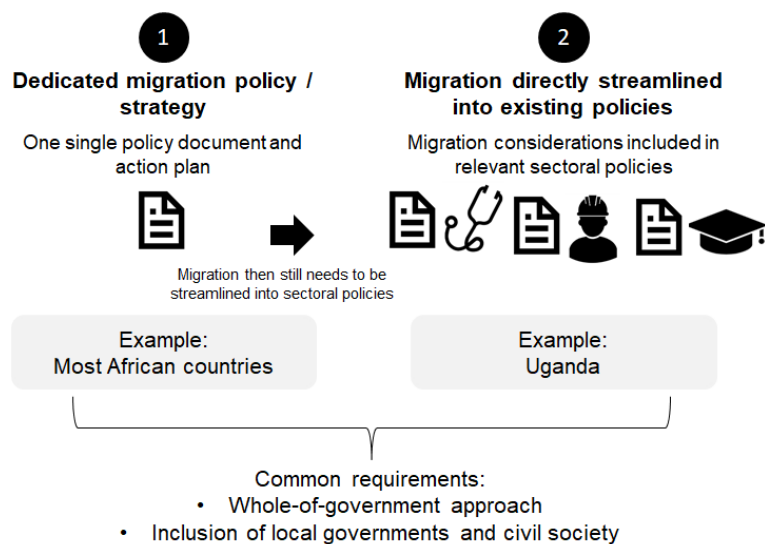 1
Dedicated migration policy /
strategy
One single policy document and
action plan
Migration then still needs to be
streamlined into sectoral policies
Example:
Most African countries
2
Migration directly streamlined
into existing policies
Migration considerations included in
relevant sectoral policies
Example:
Uganda
Common requirements:
• Whole-of-government approach
• Inclusion of local governments and civil society